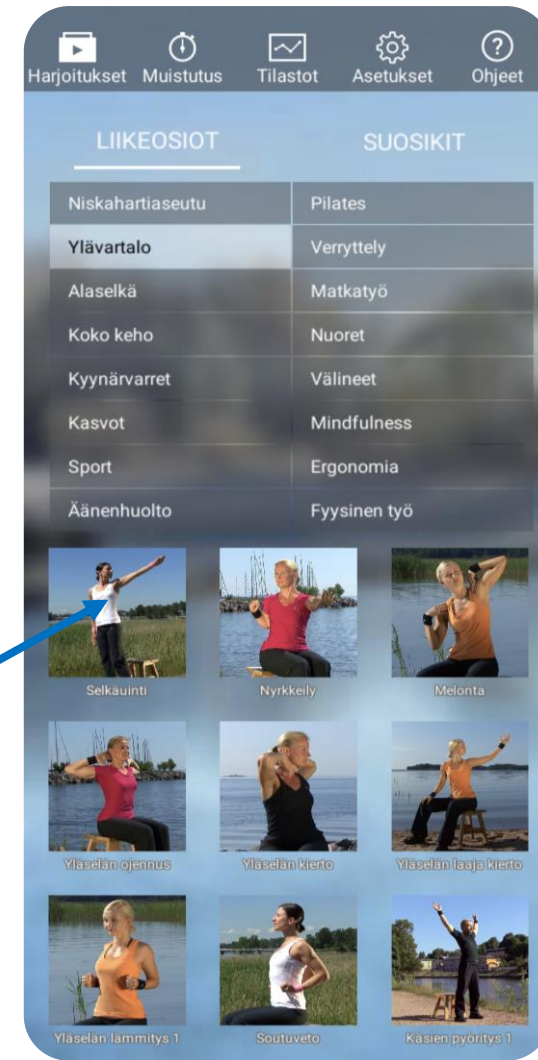 Harjoitukset Muistutus Tilastot Asetukset Ohjeet
LIIKEOSIOT SUOSIKIT
Niskahartiaseutu Pilates
Ylävartalo Verryttely
Alaselkä Matkatyö
Koko keho Nuoret
Kyynärvarret Välineet
Kasvot Mindfulness
Sport Ergonomia
Äänenhuolto Fyysinen työ
Selkäuinti Nyrkkeily Melonta
Yläselän ojennus Yläselän kierto Yläselän laaja kierto
Yläselän lämmitys 1 Soutuveto Käsien pyöritys 1